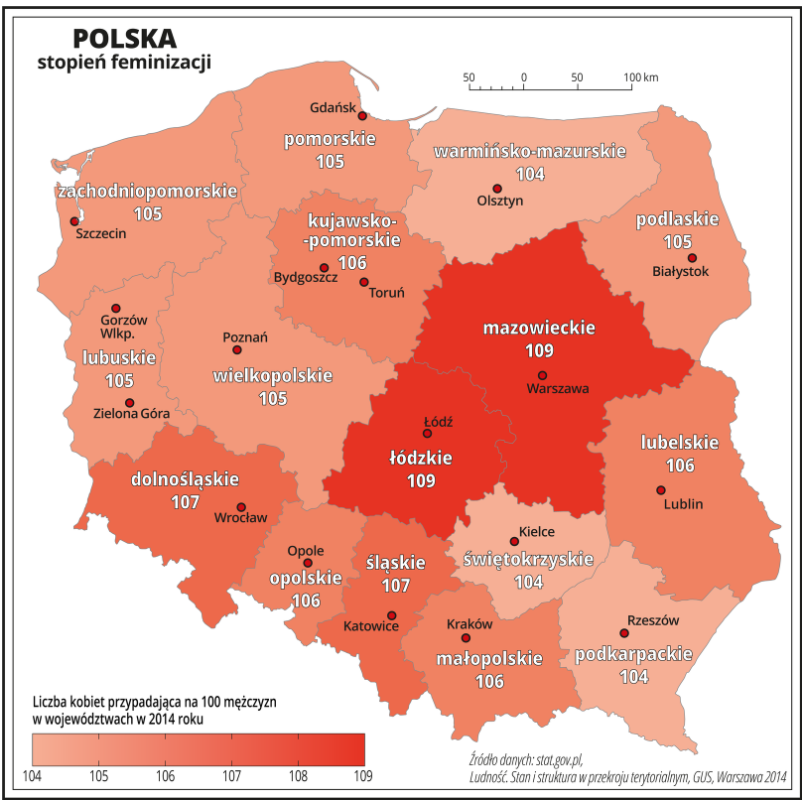 POLSKA
stopień feminizacji
50 0 50 100 km
Gdańsk
pomorskie
105
warmińsko-mazurskie
104
Olsztyn
zachodniopomorskie
105
Szczecin
kujawsko-
-pomorskie
106
Bydgoszcz
Toruń
podlaskie
105
Białystok
Gorzów
Wlkp.
lubuskie
105
Zielona Góra
Poznań
wielkopolskie
105
mazowieckie
109
Warszawa
Łódź
łódzkie
109
lubelskie
106
Lublin
dolnośląskie
107
Wrocław
Opole
opolskie
106
śląskie
107
Katowice
Kielce
świętokrzyskie
104
Kraków
małopolskie
106
Rzeszów
podkarpackie
104
Liczba kobiet przypadająca na 100 mężczyzn
w województwach w 2014 roku
104 105 106 107 108 109
Źródło danych: stat.gov.pl,
Ludność. Stan i struktura w przekroju terytorialnym, GUS, Warszawa 2014